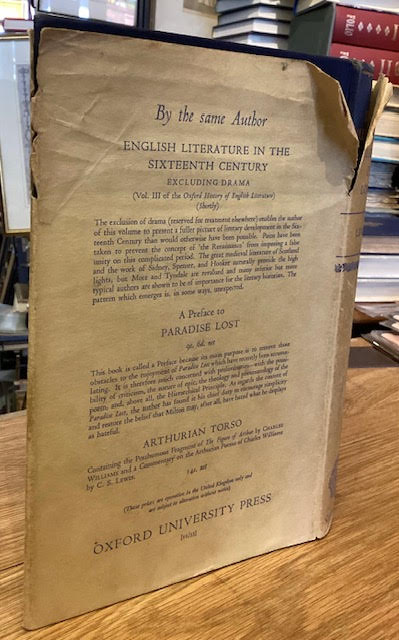 By the same Author
ENGLISH LITERATURE IN THE
SIXTEENTH CENTURY
EXCLUDING DRAMA
(Vol. III of the Oxford History of English Literature)
(Shortly)
The exclusion of drama (reserved for treatment elsewhere) enables the author
of this volume to present a fuller picture of literary development in the Six-
teenth Century than would otherwise have been possible. Pains have been
taken to prevent the concept of 'the Renaissance' from imposing a false
unity on this complicated period. The great medieval literature of Scotland
and the work of Sidney, Spenser, and Hooker naturally provide the high
lights; but More and Tyndale are revalued and many inferior but more
typical authors are shown to be of importance for the literary historian. The
pattern which emerges is, in some ways, unexpected.
A Preface to
PARADISE LOST
9s. 6d. net
This book is called a Preface because its main purpose is to remove those
obstacles to the enjoyment of Paradise Lost which have recently been accumu-
lating. It is therefore much concerned with prolegomena—with the possi-
bility of criticism, the nature of epic, the theology and pneumatology of the
poem, and, above all, the Hierarchical Principle. As regards the content of
Paradise Lost, the author has found it his chief duty to encourage simplicity
and restore the belief that Milton may, after all, have hated what he displays
as hateful.
ARTHURIAN TORSO
Containing the Posthumous Fragment of The Figure of Arthur by CHARLES
WILLIAMS and a Commentary on the Arthurian Poems of Charles Williams
by C. S. LEWIS.
net
(These prices are operative in the United Kingdom only and
are subject to alteration without notice)
OXFORD UNIVERSITY PRESS
FOLIO